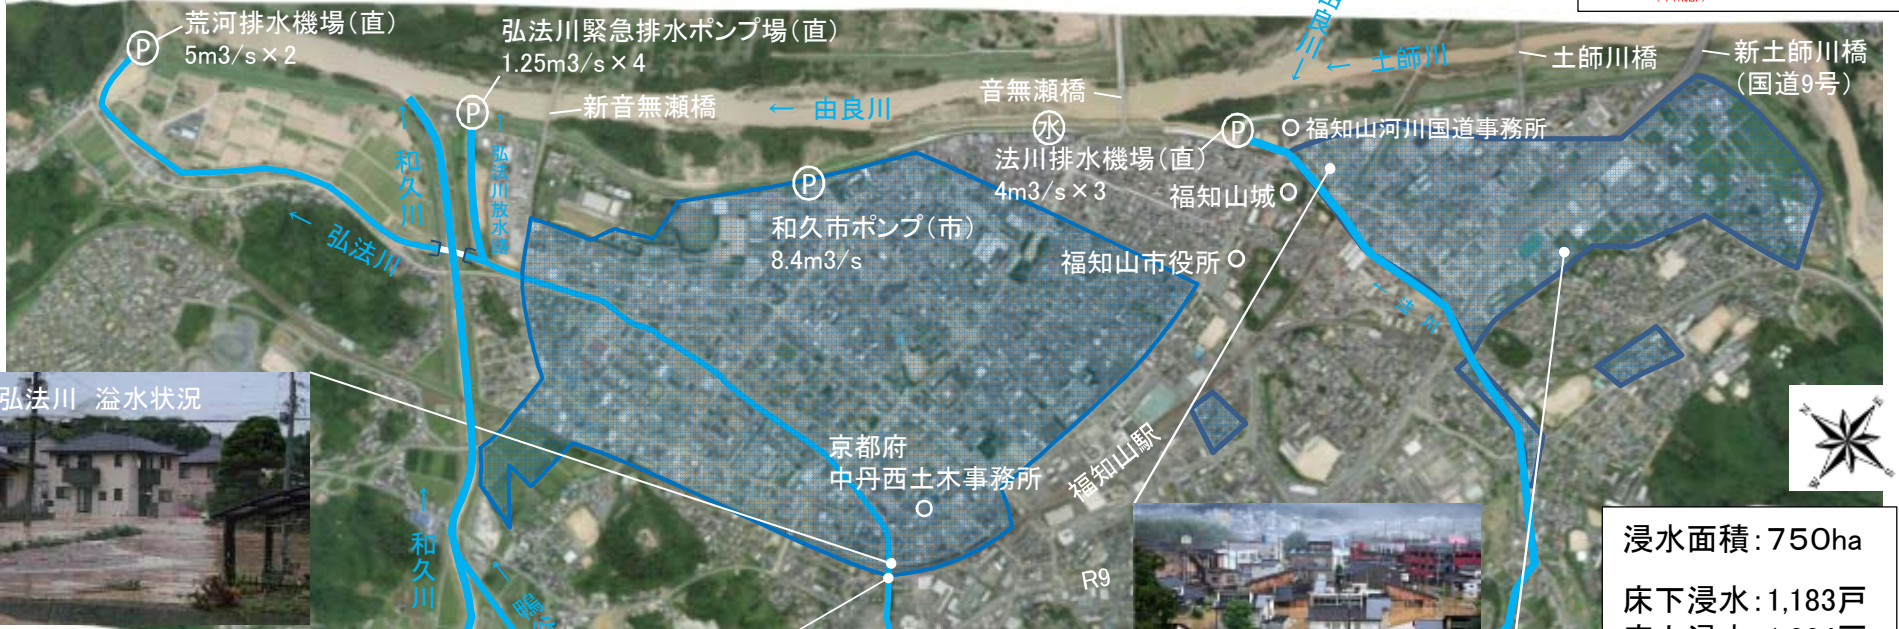 荒河排水機場(直)
5m3/s×2
弘法川緊急排水ポンプ場(直)
1.25m3/s×4
新音無瀬橋
← 由良川
音無瀬橋
← 土師川
土師川橋
新土師川橋
(国道9号)
P
P
P
P
水
福知山河川国道事務所
法川排水機場(直)
4m3/s×3
福知山城
福知山市役所
和久市ポンプ(市)
8.4m3/s
← 和久川
← 弘法川放水路
← 弘法川
← 法川
弘法川 溢水状況
京都府
中丹西土木事務所
福知山駅
R9
← 和久川
浸水面積:750ha
床下浸水:1,183戸